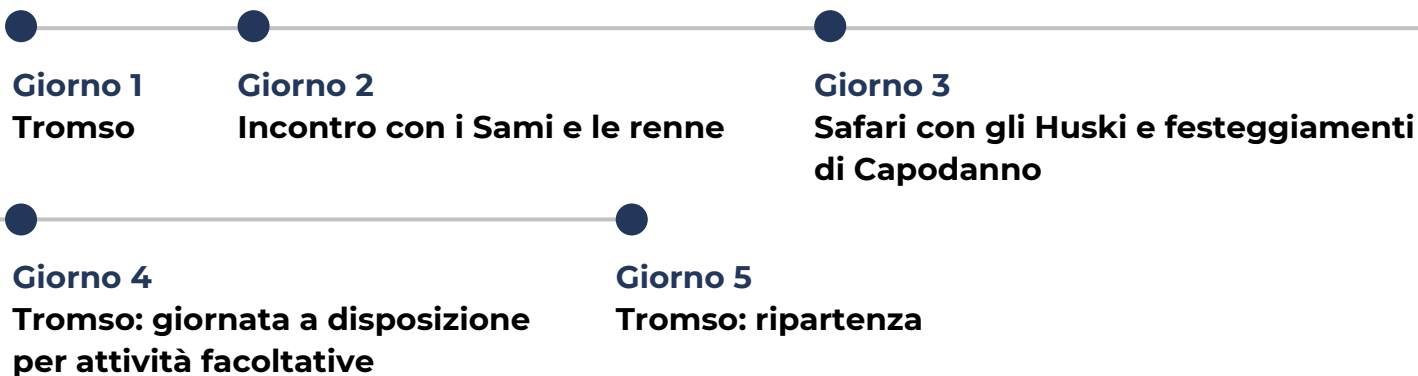 Giorno 1
Tromso
Giorno 2
Incontro con i Sami e le renne
Giorno 3
Safari con gli Huski e festeggiamenti
di Capodanno
Giorno 4
Tromso: giornata a disposizione
per attività facoltative
Giorno 5
Tromso: ripartenza